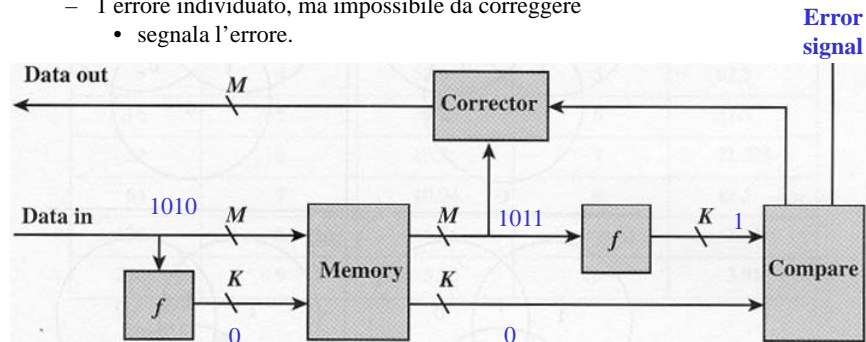 – l'errore individuato, ma impossibile da correggere
• segnala l'errore.
Error
signal
Data out
M
Corrector
Data in
1010
M
M
1011
K
1
f
Memory
f
Compare
K
K
0
0